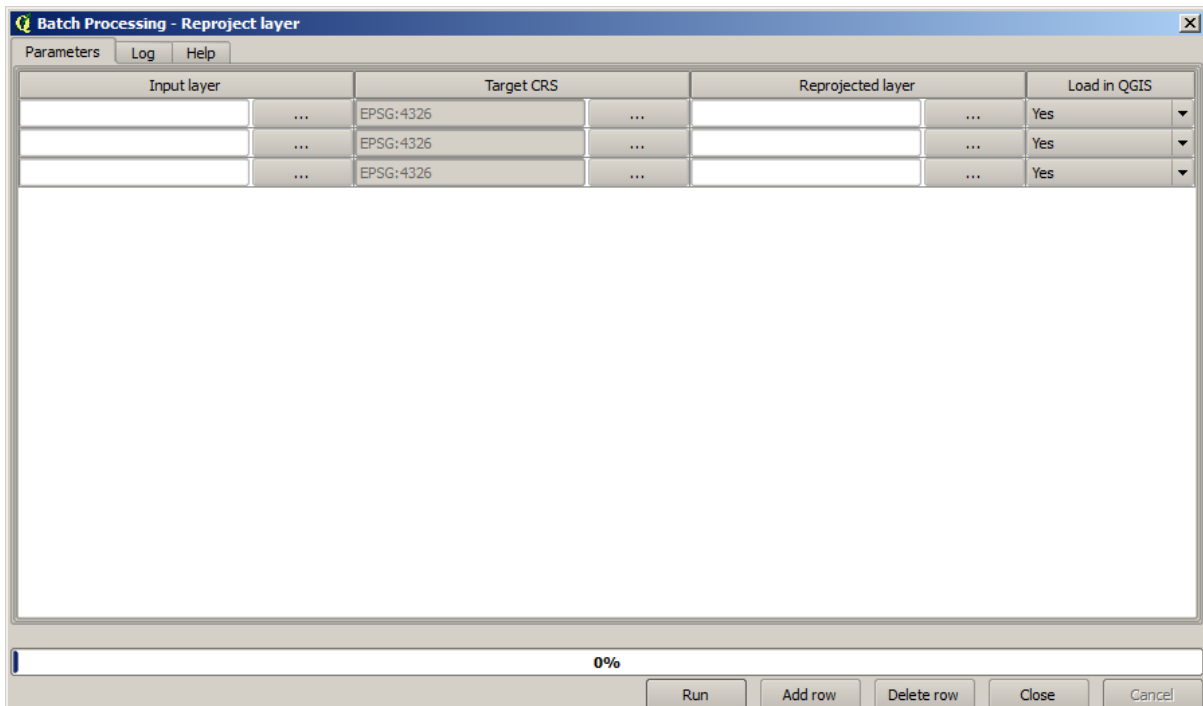 Batch Processing - Reproject layer
Parameters Log Help
Input layer Target CRS Reprojected layer Load in QGIS
... EPSG:4326 ... ... Yes
... EPSG:4326 ... ... Yes
... EPSG:4326 ... ... Yes
0%
Run Add row Delete row Close Cancel